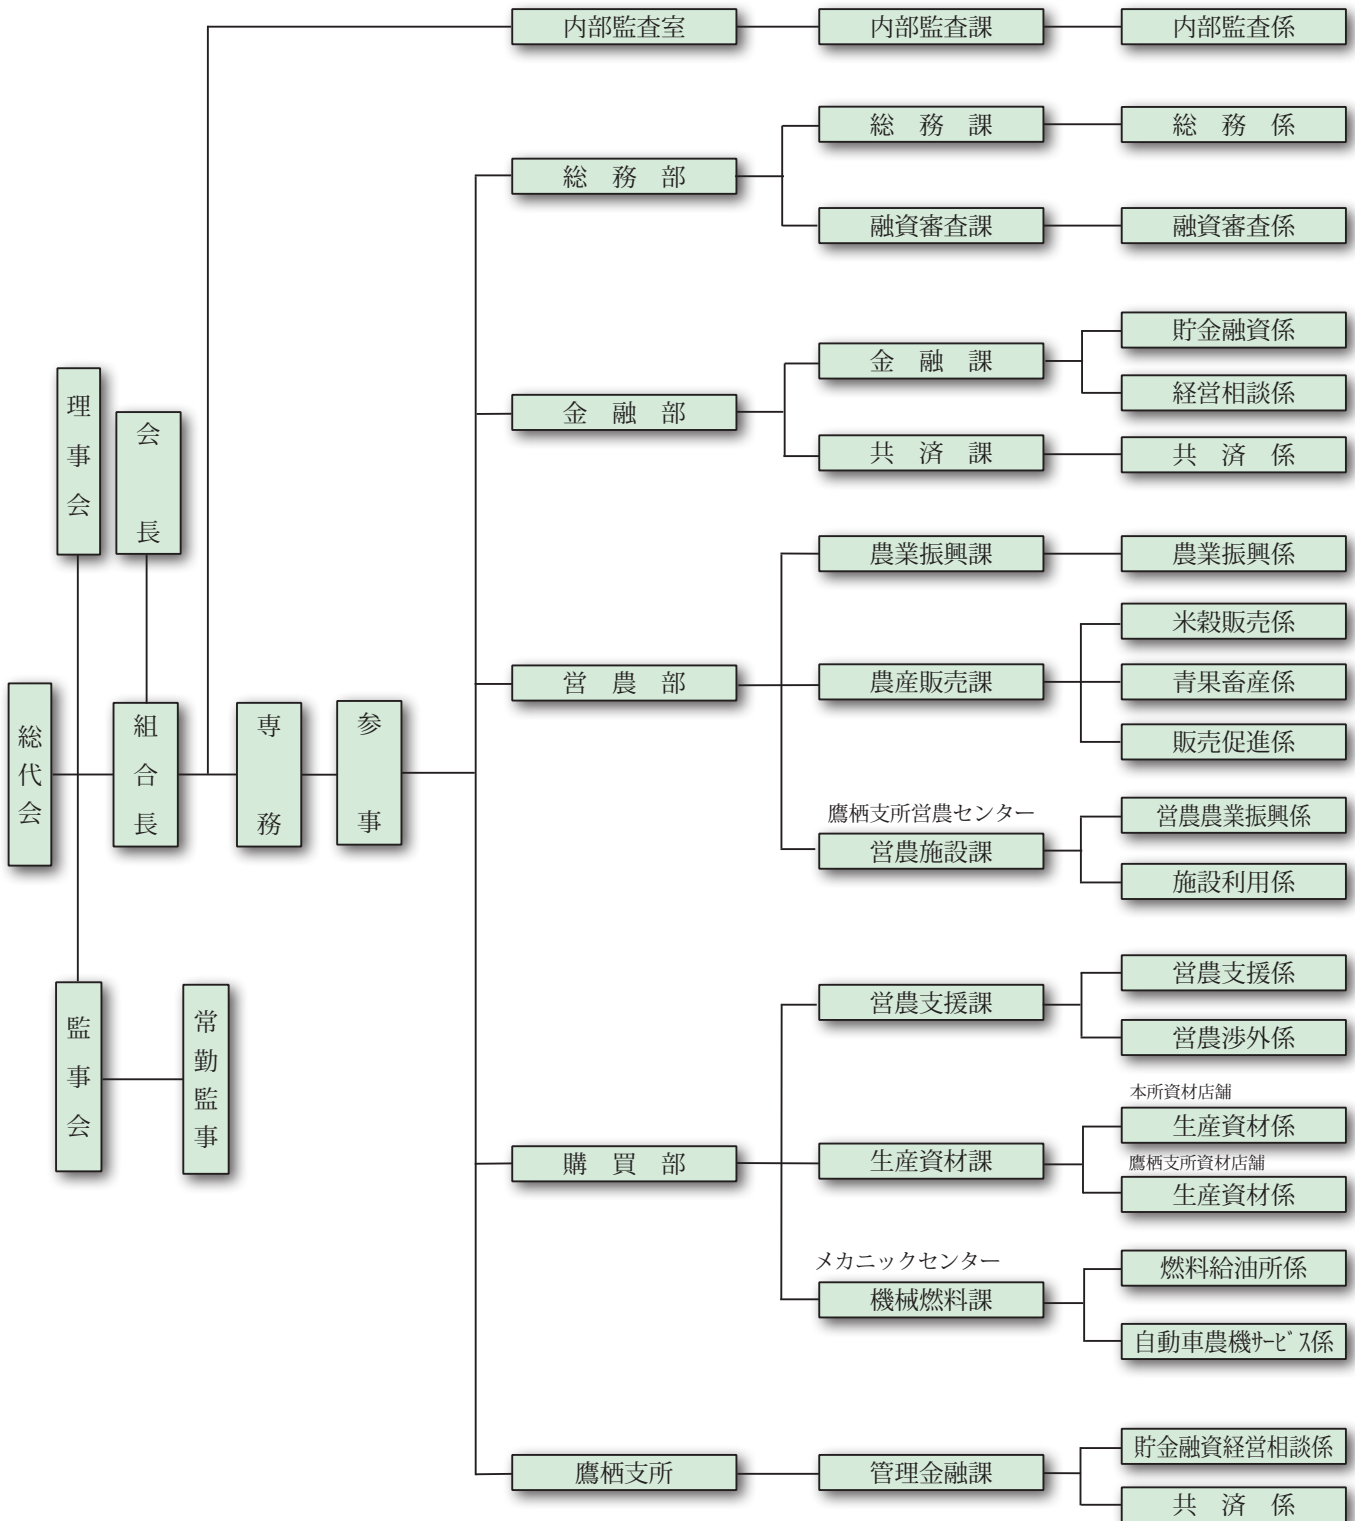 内部監査室
内部監査課
内部監査係
総務部
総務課
総務係
融資審査課
融資審査係
金融部
金融課
貯金融資係
経営相談係
共済課
共済係
理事会
会長
総代会
組合長
専務
参事
監事会
常勤監事
営農部
農業振興課
農業振興係
農産販売課
米穀販売係
青果畜産係
販売促進係
鷹栖支所営農センター
営農施設課
営農農業振興係
施設利用係
購買部
営農支援課
営農支援係
営農渉外係
生産資材課
本所資材店舗
生産資材係
鷹栖支所資材店舗
生産資材係
メカニックセンター
機械燃料課
燃料給油所係
自動車農機ｻｰﾋﾞｽ係
鷹栖支所
管理金融課
貯金融資経営相談係
共済係